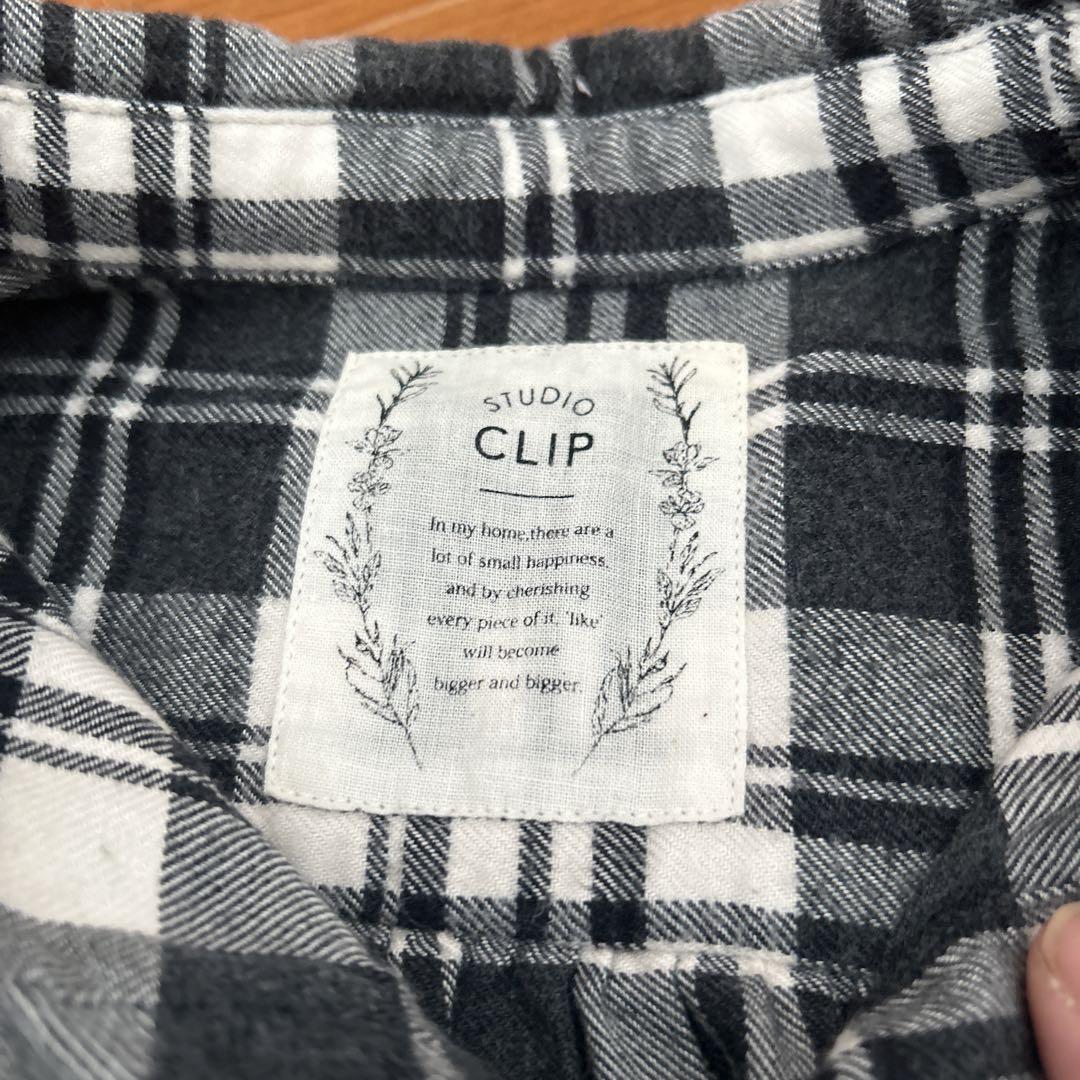 STUDIO
CLIP
In my home,there are a
lot of small happiness,
and by cherishing
every piece of it, 'like'
will become
bigger and bigger.